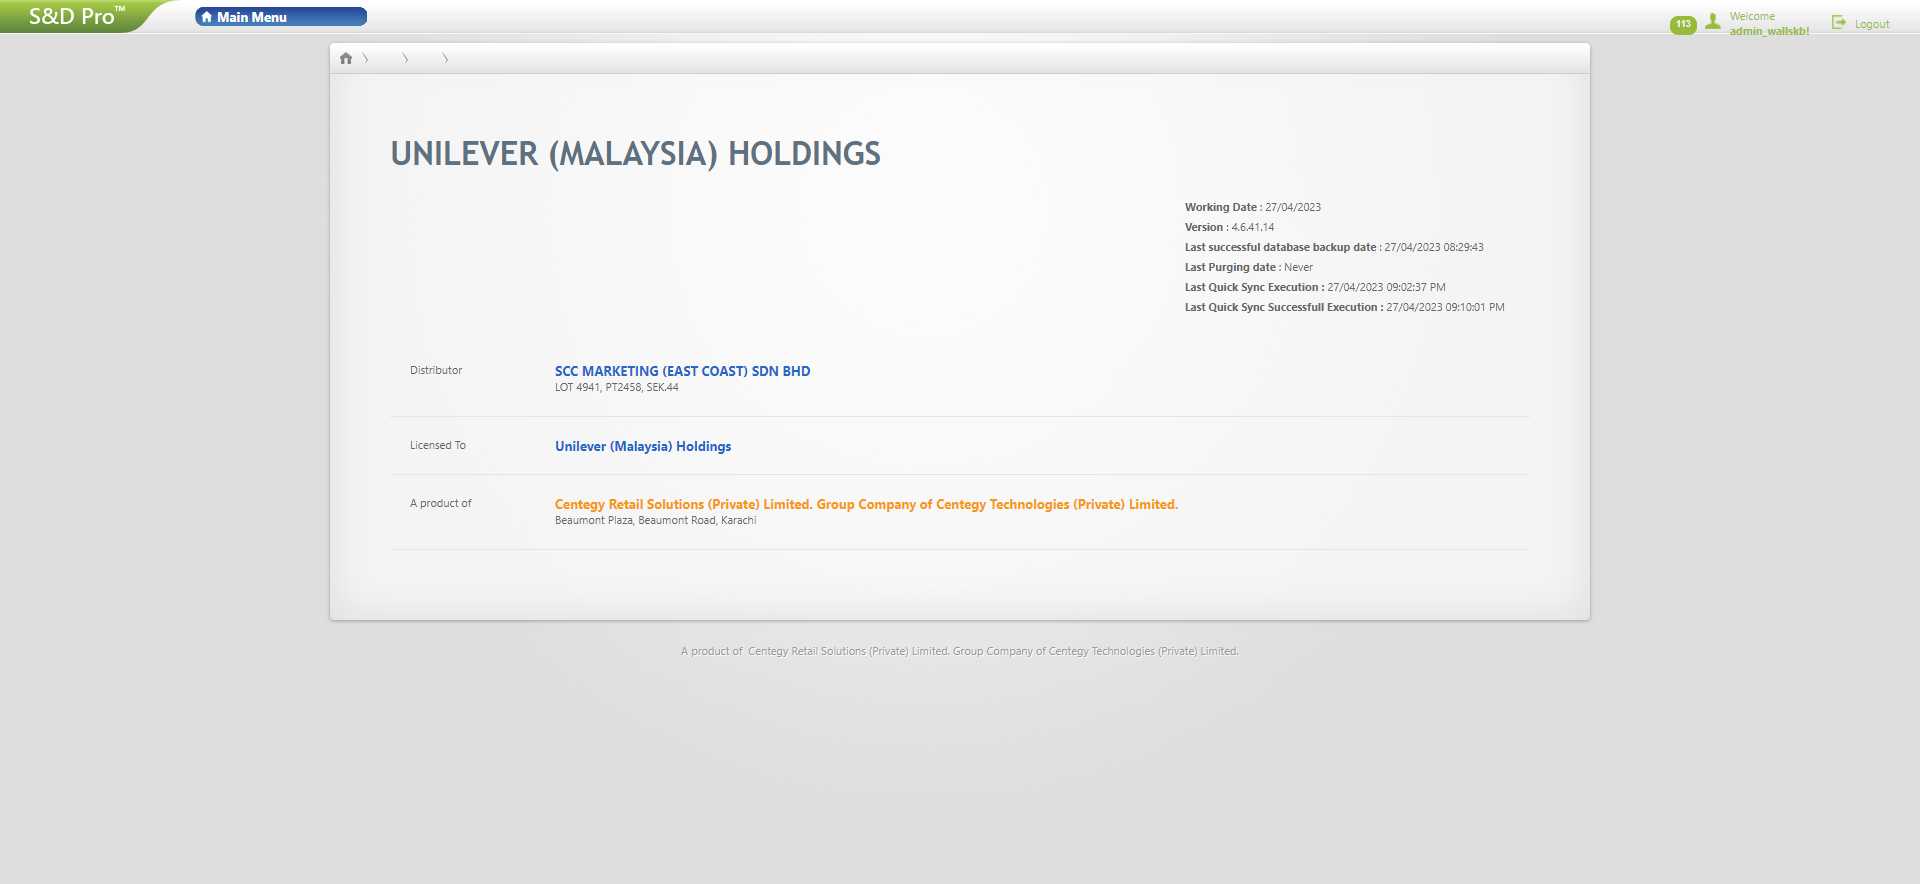 S&D Pro™
Main Menu
113
Welcome
admin_wallskb!
Logout
UNILEVER (MALAYSIA) HOLDINGS
Working Date : 27/04/2023
Version : 4.6.41.14
Last successful database backup date : 27/04/2023 08:29:43
Last Purging date : Never
Last Quick Sync Execution : 27/04/2023 09:02:37 PM
Last Quick Sync Successfull Execution : 27/04/2023 09:10:01 PM
Distributor
SCC MARKETING (EAST COAST) SDN BHD
LOT 4941, PT2458, SEK.44
Licensed To
Unilever (Malaysia) Holdings
A product of
Centegy Retail Solutions (Private) Limited. Group Company of Centegy Technologies (Private) Limited.
Beaumont Plaza, Beaumont Road, Karachi
A product of Centegy Retail Solutions (Private) Limited. Group Company of Centegy Technologies (Private) Limited.